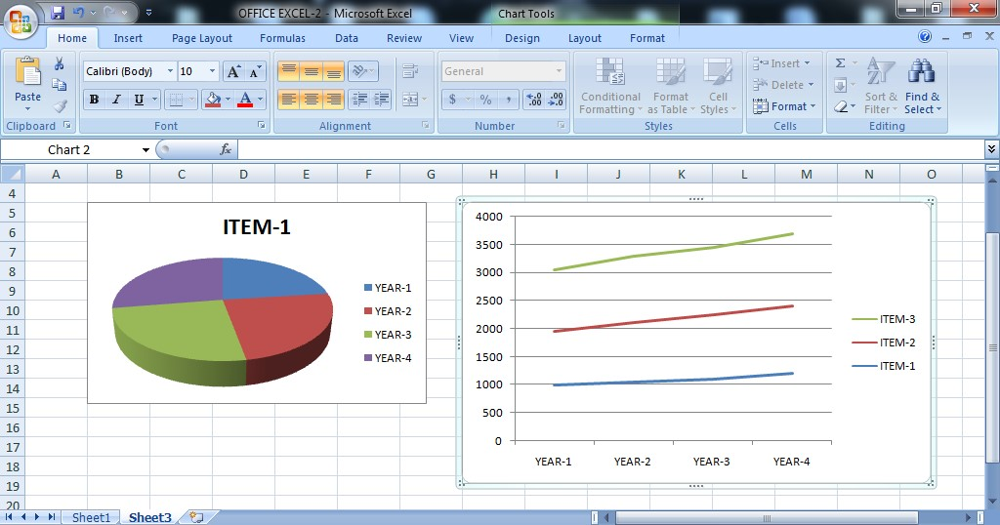 OFFICE EXCEL-2 - Microsoft Excel Chart Tools
Home Insert Page Layout Formulas Data Review View Design Layout Format
Paste
Calibri (Body) 10 A A
B I U A
General
$ % ,
.0 .00 .00 .0
Conditional Formatting
Format as Table
Cell Styles
Insert
Delete
Format
Σ
Sort & Filter
Find & Select
Clipboard Font Alignment Number Styles Cells Editing
Chart 2 fx
A B C D E F G H I J K L M N O
4
5
6
7
8
9
10
11
12
13
14
15
16
17
18
19
20
ITEM-1
YEAR-1
YEAR-2
YEAR-3
YEAR-4
4000
3500
3000
2500
2000
1500
1000
500
0
YEAR-1 YEAR-2 YEAR-3 YEAR-4
ITEM-3
ITEM-2
ITEM-1
Sheet1 Sheet3